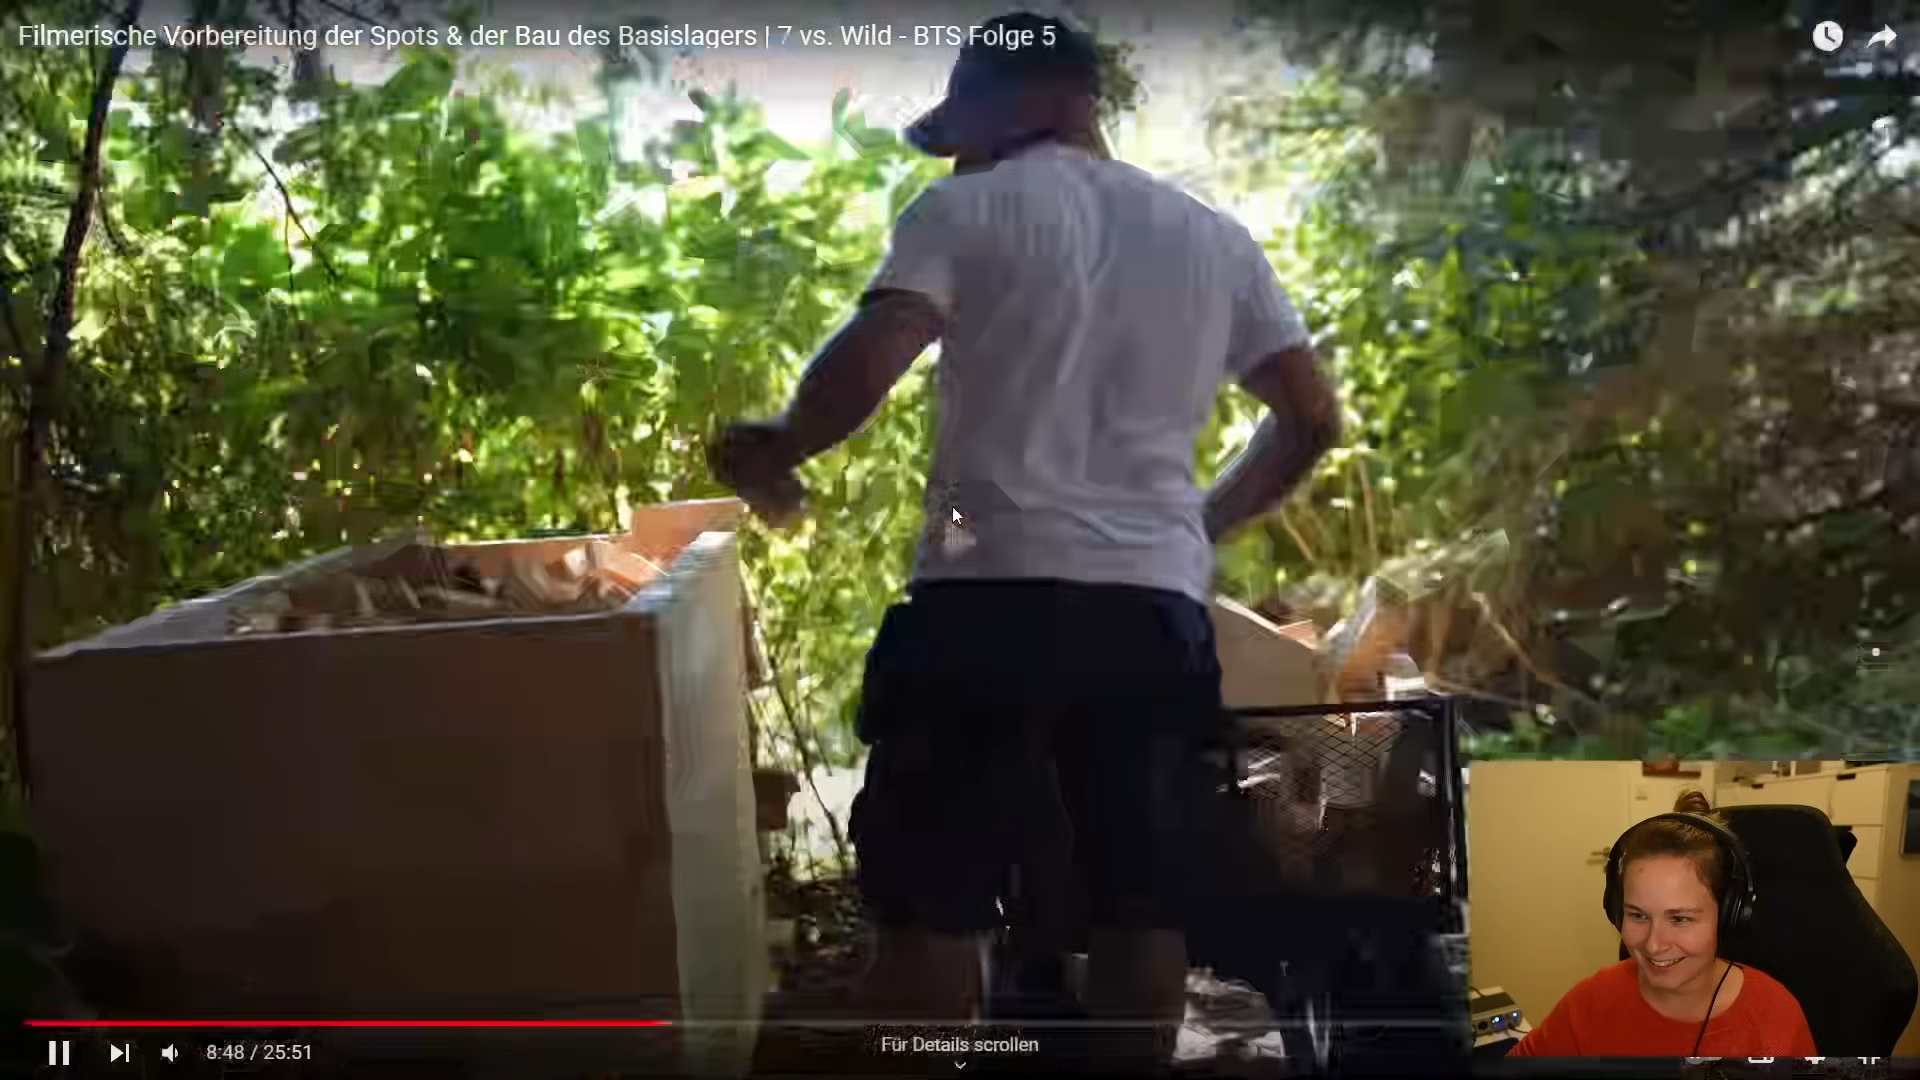 Filmerische Vorbereitung der Spots & der Bau des Basislagers | 7 vs. Wild - BTS Folge 5
8:48 / 25:51
Für Details scrollen